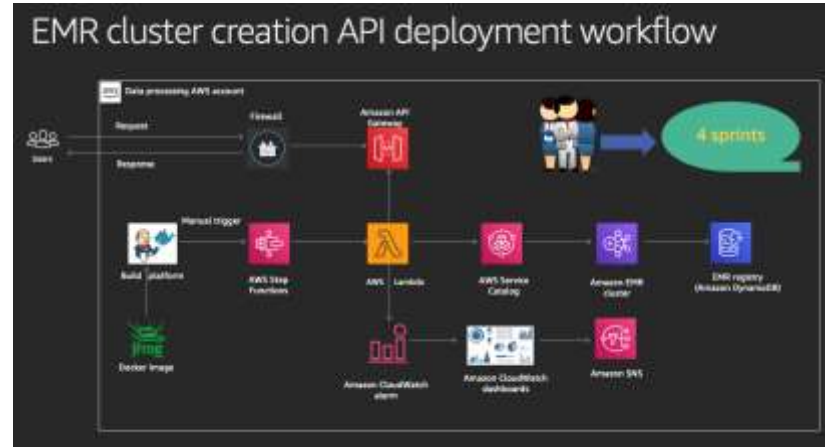 EMR cluster creation API deployment workflow
aws
Data processing AWS account
Users
Request
Response
Firewall
Amazon API
Gateway
4 sprints
Manual trigger
Build platform
AWS Step
Functions
AWS Lambda
AWS Service
Catalog
Amazon EMR
cluster
EMR registry
(Amazon DynamoDB)
jfrog
Docker image
Amazon CloudWatch
alarm
Amazon CloudWatch
dashboards
Amazon SNS